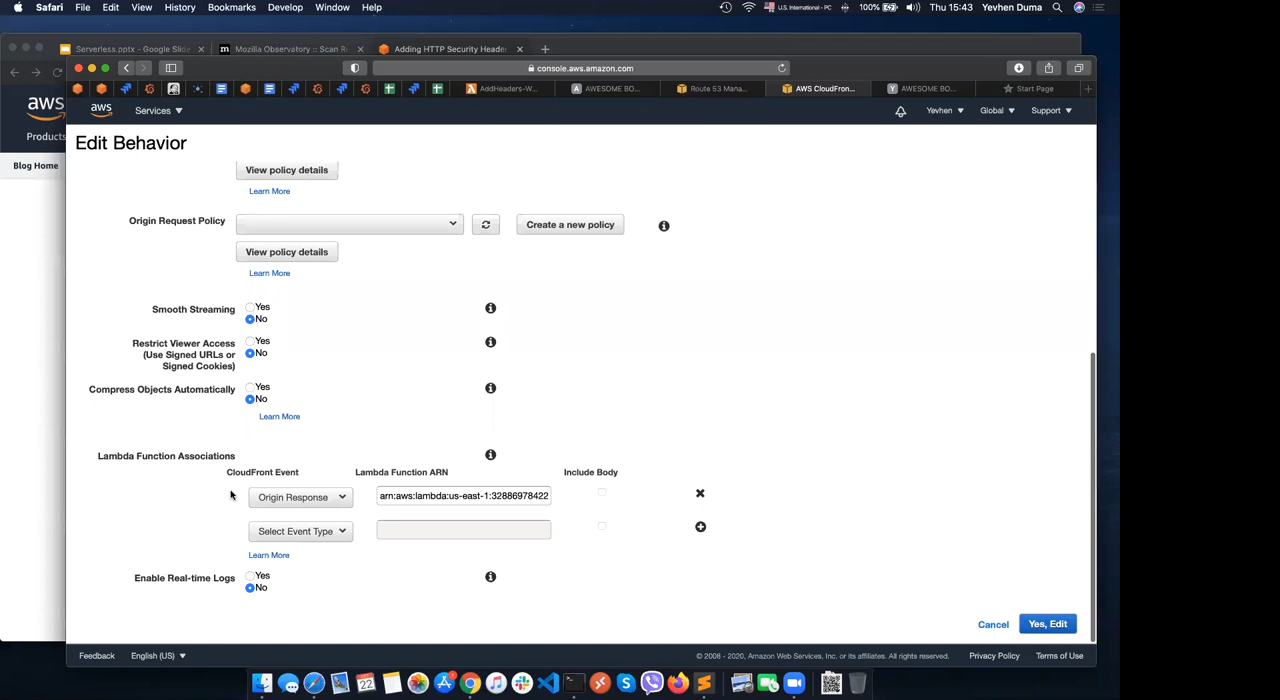 Safari File Edit View History Bookmarks Develop Window Help U.S. International - PC 100% Thu 15:43 Yevhen Duma
Serverless.pptx - Google Slide Mozilla Observatory :: Scan R Adding HTTP Security Header
console.aws.amazon.com
AddHeaders-W... AWESOME BO... Route 53 Mana... AWS CloudFron... AWESOME BO... Start Page
aws aws Services Yevhen Global Support
Products
Edit Behavior
Blog Home
View policy details
Learn More
Origin Request Policy Create a new policy
View policy details
Learn More
Smooth Streaming Yes
No
Restrict Viewer Access Yes
(Use Signed URLs or No
Signed Cookies)
Compress Objects Automatically Yes
No
Learn More
Lambda Function Associations
CloudFront Event Lambda Function ARN Include Body
Origin Response arn:aws:lambda:us-east-1:32886978422
Select Event Type
Learn More
Enable Real-time Logs Yes
No
Cancel Yes, Edit
Feedback English (US) © 2008 - 2020, Amazon Web Services, Inc. or its affiliates. All rights reserved. Privacy Policy Terms of Use